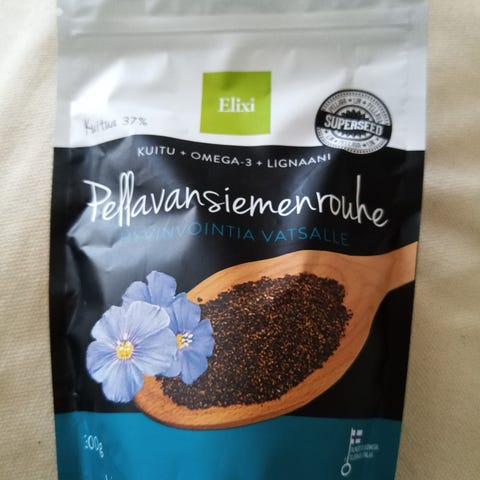 Elixi
Kuitua 37%
SUPERSEED
KUITU + OMEGA-3 + LIGNAANI
Pellavansiemenrouhe
HYVINVOINTIA VATSALLE
300g